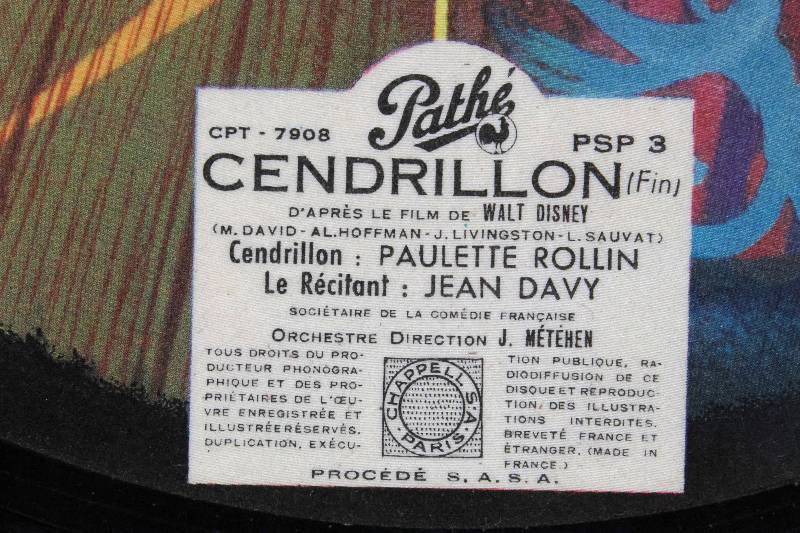 Pathé
CPT - 7908
PSP 3
CENDRILLON (Fin)
D'APRÈS LE FILM DE WALT DISNEY
(M. DAVID - AL. HOFFMAN - J. LIVINGSTON - L. SAUVAT)
Cendrillon : PAULETTE ROLLIN
Le Récitant : JEAN DAVY
SOCIÉTAIRE DE LA COMÉDIE FRANÇAISE
ORCHESTRE DIRECTION J. MÉTÉHEN
TOUS DROITS DU PRO-
DUCTEUR PHONOGRA-
PHIQUE ET DES PRO-
PRIÉTAIRES DE L'ŒU-
VRE ENREGISTRÉE ET
ILLUSTRÉE RÉSERVÉS.
DUPLICATION, EXÉCU-
CHAPPELL S.A.
PARIS
TION PUBLIQUE, RA-
DIODIFFUSION DE CE
DISQUE ET REPRODUC-
TION DES ILLUSTRA-
TIONS INTERDITES.
BREVETÉ FRANCE ET
ÉTRANGER. (MADE IN
FRANCE.)
PROCÉDÉ S.A.S.A.